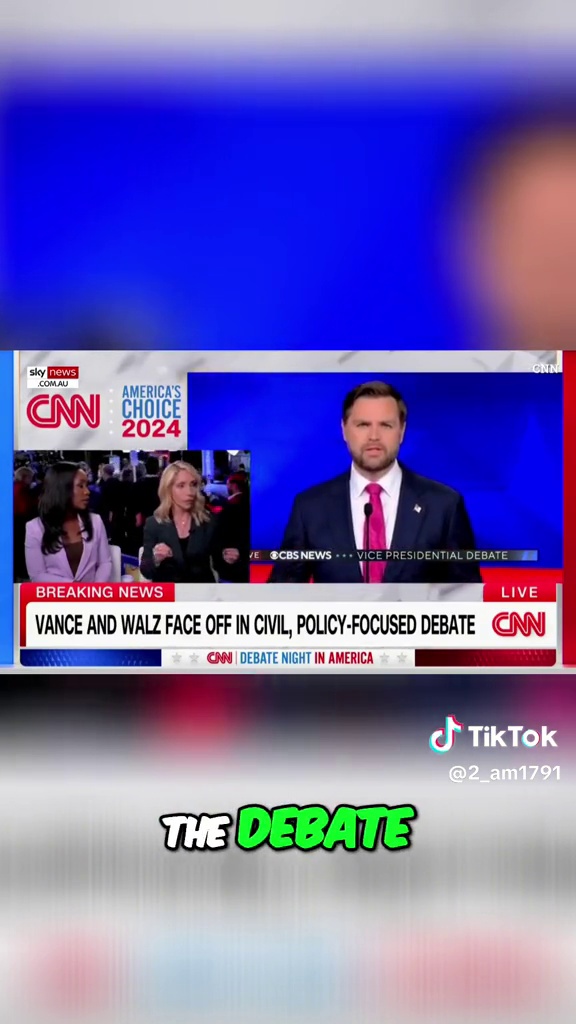 sky news
.COM.AU
CNN
AMERICA'S
CHOICE
2024
CNN
VE CBS NEWS VICE PRESIDENTIAL DEBATE
BREAKING NEWS
LIVE
VANCE AND WALZ FACE OFF IN CIVIL, POLICY-FOCUSED DEBATE
CNN
CNN DEBATE NIGHT IN AMERICA
TikTok
@2_am1791
THE DEBATE